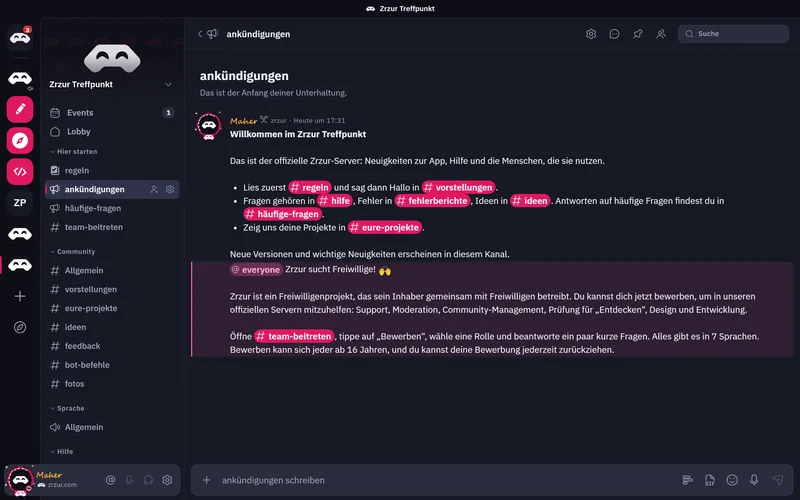 Zrzur Treffpunkt
3
Zrzur Treffpunkt
Events
1
Lobby
Hier starten
regeln
ankündigungen
häufige-fragen
team-beitreten
Community
Allgemein
vorstellungen
eure-projekte
ideen
feedback
bot-befehle
fotos
Sprache
Allgemein
Hilfe
ZP
Maher
zrzur.com
ankündigungen
Suche
ankündigungen
Das ist der Anfang deiner Unterhaltung.
Maher zrzur · Heute um 17:31
Willkommen im Zrzur Treffpunkt
Das ist der offizielle Zrzur-Server: Neuigkeiten zur App, Hilfe und die Menschen, die sie nutzen.
• Lies zuerst # regeln und sag dann Hallo in # vorstellungen.
• Fragen gehören in # hilfe, Fehler in # fehlerberichte, Ideen in # ideen. Antworten auf häufige Fragen findest du in
# häufige-fragen.
• Zeig uns deine Projekte in # eure-projekte.
Neue Versionen und wichtige Neuigkeiten erscheinen in diesem Kanal.
@everyone Zrzur sucht Freiwillige! 🙌
Zrzur ist ein Freiwilligenprojekt, das sein Inhaber gemeinsam mit Freiwilligen betreibt. Du kannst dich jetzt bewerben, um in unseren
offiziellen Servern mitzuhelfen: Support, Moderation, Community-Management, Prüfung für „Entdecken“, Design und Entwicklung.
Öffne # team-beitreten, tippe auf „Bewerben“, wähle eine Rolle und beantworte ein paar kurze Fragen. Alles gibt es in 7 Sprachen.
Bewerben kann sich jeder ab 16 Jahren, und du kannst deine Bewerbung jederzeit zurückziehen.
ankündigungen schreiben
GIF